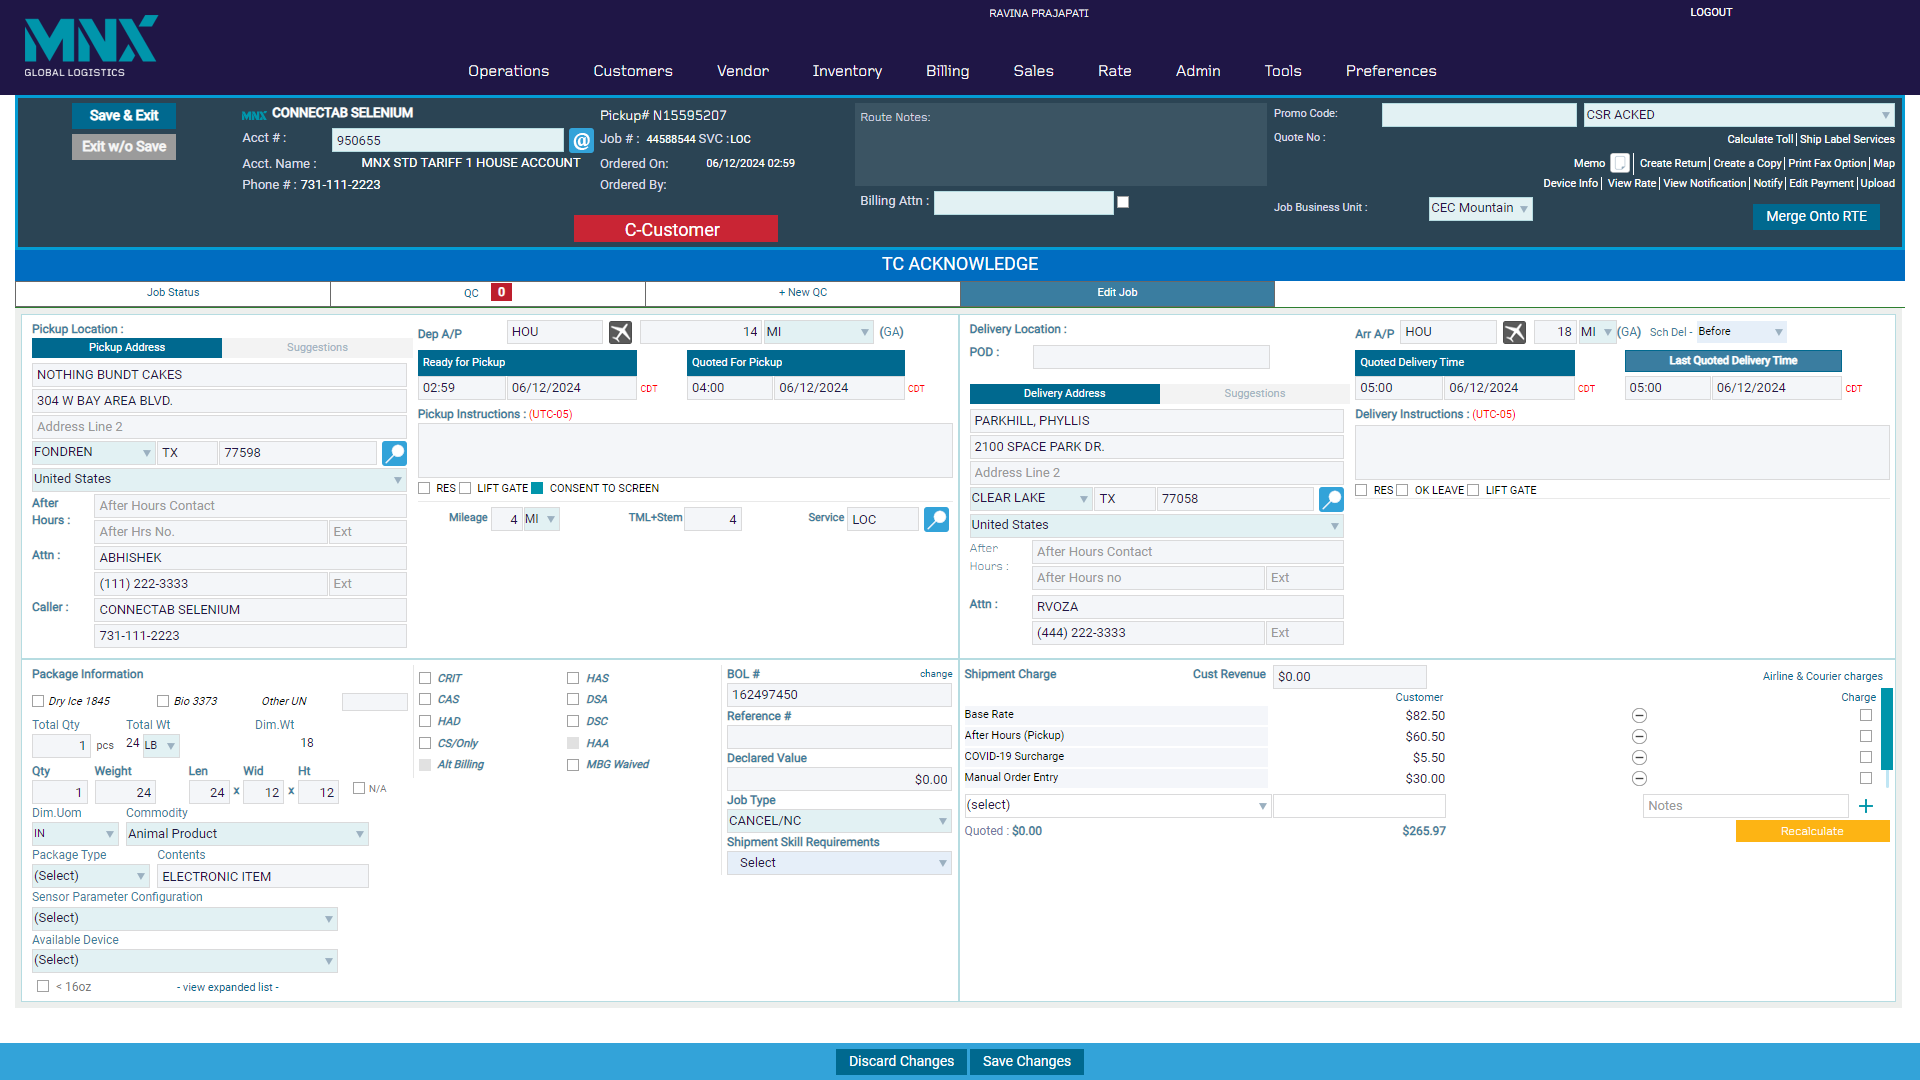 MNX
GLOBAL LOGISTICS
RAVINA PRAJAPATI
LOGOUT
Operations Customers Vendor Inventory Billing Sales Rate Admin Tools Preferences
Save & Exit
Exit w/o Save
MNX CONNECTAB SELENIUM
Acct # : 950655 @
Acct. Name : MNX STD TARIFF 1 HOUSE ACCOUNT
Phone # : 731-111-2223
Pickup# N15595207
Job # : 44588544 SVC :LOC
Ordered On: 06/12/2024 02:59
Ordered By:
C-Customer
Route Notes:
Billing Attn :
Promo Code: CSR ACKED
Quote No :
Calculate Toll| Ship Label Services
Memo | Create Return| Create a Copy| Print Fax Option| Map
Device Info | View Rate | View Notification | Notify | Edit Payment | Upload
Job Business Unit : CEC Mountain
Merge Onto RTE
TC ACKNOWLEDGE
Job Status QC 0 + New QC Edit Job
Pickup Location :
Pickup Address Suggestions
NOTHING BUNDT CAKES
304 W BAY AREA BLVD.
Address Line 2
FONDREN TX 77598
United States
After Hours : After Hours Contact
After Hrs No. Ext
Attn : ABHISHEK
(111) 222-3333 Ext
Caller : CONNECTAB SELENIUM
731-111-2223
Dep A/P HOU 14 MI (GA)
Ready for Pickup Quoted For Pickup
02:59 06/12/2024 CDT 04:00 06/12/2024 CDT
Pickup Instructions : (UTC-05)
RES LIFT GATE CONSENT TO SCREEN
Mileage 4 MI TML+Stem 4 Service LOC
Delivery Location :
POD :
Delivery Address Suggestions
PARKHILL, PHYLLIS
2100 SPACE PARK DR.
Address Line 2
CLEAR LAKE TX 77058
United States
After Hours : After Hours Contact
After Hours no Ext
Attn : RVOZA
(444) 222-3333 Ext
Arr A/P HOU 18 MI (GA) Sch Del - Before
Quoted Delivery Time Last Quoted Delivery Time
05:00 06/12/2024 CDT 05:00 06/12/2024 CDT
Delivery Instructions : (UTC-05)
RES OK LEAVE LIFT GATE
Package Information
Dry Ice 1845 Bio 3373 Other UN
Total Qty Total Wt Dim.Wt
1 pcs 24 LB 18
Qty Weight Len Wid Ht
1 24 24 x 12 x 12 N/A
Dim.Uom Commodity
IN Animal Product
Package Type Contents
(Select) ELECTRONIC ITEM
Sensor Parameter Configuration
(Select)
Available Device
(Select)
< 16oz - view expanded list -
CRIT HAS
CAS DSA
HAD DSC
CS/Only HAA
Alt Billing MBG Waived
BOL # change
162497450
Reference #
Declared Value
$0.00
Job Type
CANCEL/NC
Shipment Skill Requirements
Select
Shipment Charge Cust Revenue $0.00 Airline & Courier charges
Customer Charge
Base Rate $82.50
After Hours (Pickup) $60.50
COVID-19 Surcharge $5.50
Manual Order Entry $30.00
(select) Notes +
Quoted : $0.00 $265.97 Recalculate
Discard Changes Save Changes